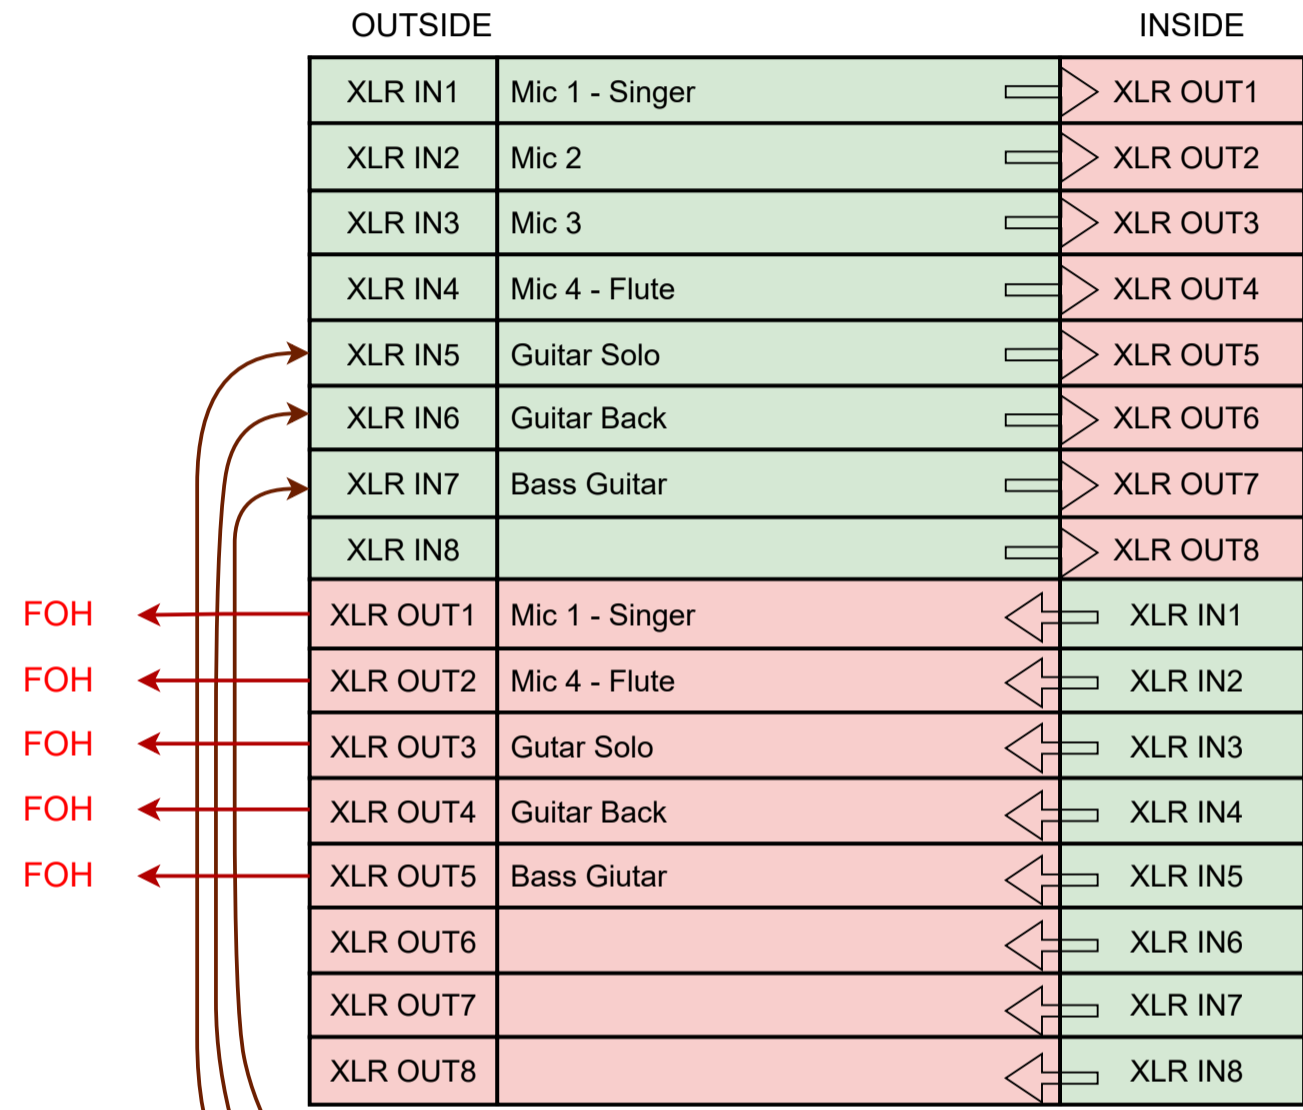 OUTSIDE INSIDE
XLR IN1 Mic 1 - Singer XLR OUT1
XLR IN2 Mic 2 XLR OUT2
XLR IN3 Mic 3 XLR OUT3
XLR IN4 Mic 4 - Flute XLR OUT4
XLR IN5 Guitar Solo XLR OUT5
XLR IN6 Guitar Back XLR OUT6
XLR IN7 Bass Guitar XLR OUT7
XLR IN8 XLR OUT8
FOH XLR OUT1 Mic 1 - Singer XLR IN1
FOH XLR OUT2 Mic 4 - Flute XLR IN2
FOH XLR OUT3 Gutar Solo XLR IN3
FOH XLR OUT4 Guitar Back XLR IN4
FOH XLR OUT5 Bass Giutar XLR IN5
XLR OUT6 XLR IN6
XLR OUT7 XLR IN7
XLR OUT8 XLR IN8